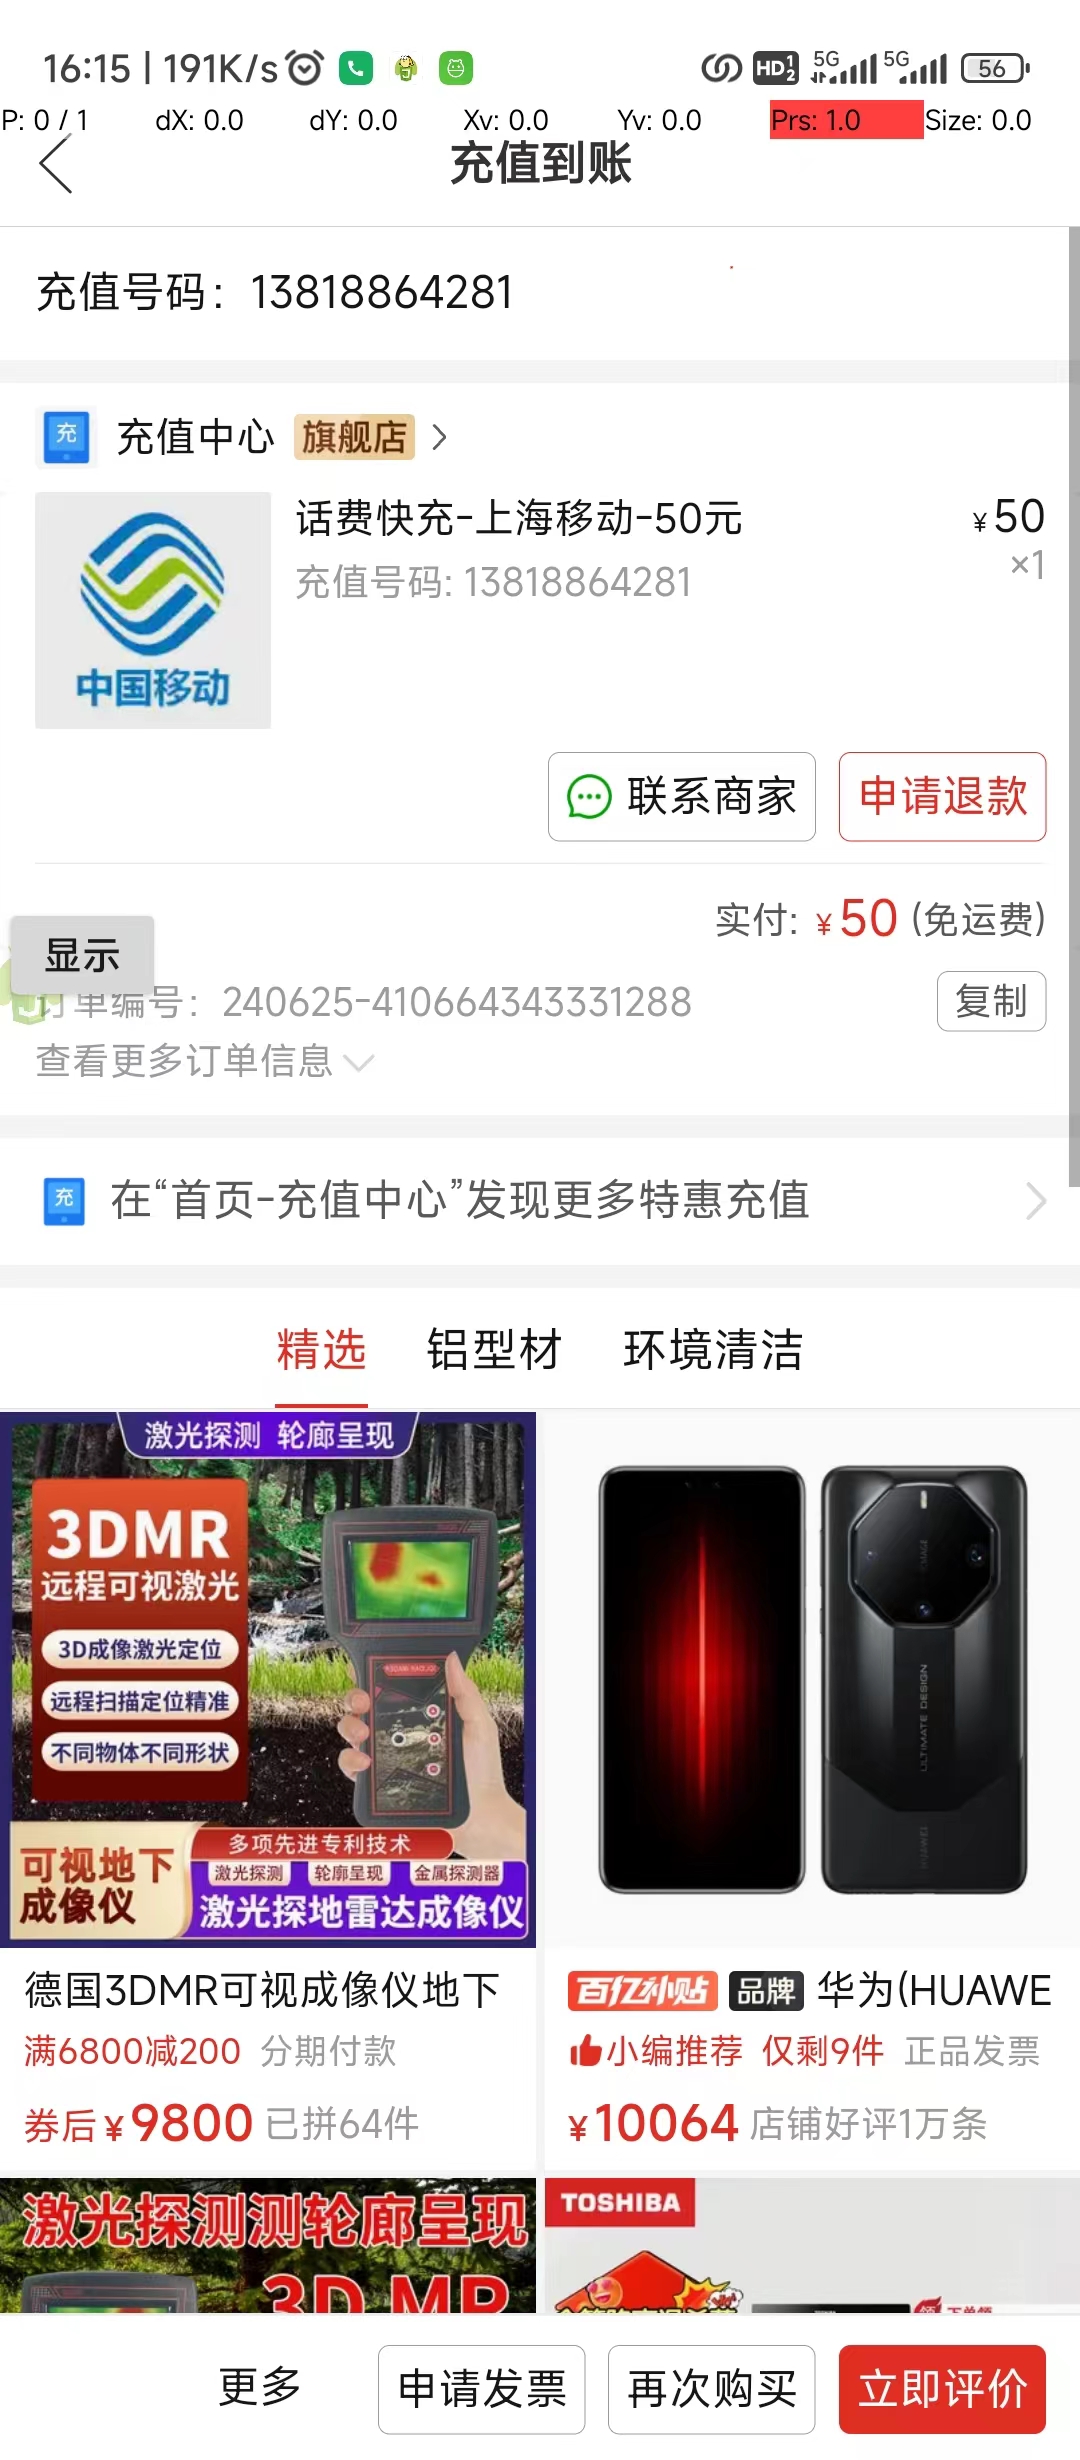 16:15 | 191K/s HD 1 2 5G 5G 56
P: 0 / 1 dX: 0.0 dY: 0.0 Xv: 0.0 Yv: 0.0 Prs: 1.0 Size: 0.0
充值到账
充值号码：13818864281
充 充值中心 旗舰店
话费快充-上海移动-50元 ¥50
充值号码: 13818864281 ×1
中国移动
联系商家 申请退款
实付: ¥50 (免运费)
显示
订单编号：240625-410664343331288 复制
查看更多订单信息
充 在“首页-充值中心”发现更多特惠充值
精选 铝型材 环境清洁
激光探测 轮廊呈现
3DMR
远程可视激光
3D成像激光定位
远程扫描定位精准
不同物体不同形状
多项先进专利技术
可视地下
成像仪
激光探测 轮廓呈现 金属探测器
激光探地雷达成像仪
ULTIMATE DESIGN
HUAWEI
德国3DMR可视成像仪地下
满6800减200 分期付款
券后¥9800 已拼64件
百亿补贴 品牌 华为(HUAWE
小编推荐 仅剩9件 正品发票
¥10064 店铺好评1万条
激光探测测轮廊呈现
3D MR
TOSHIBA
更多 申请发票 再次购买 立即评价